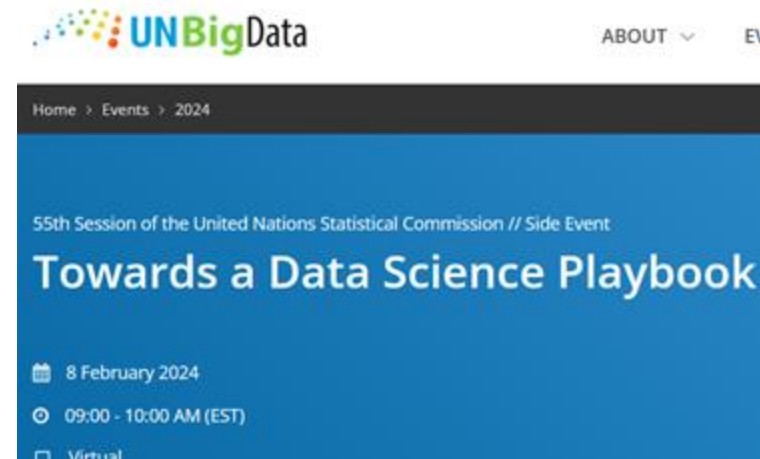 UNBigData
ABOUT
Home > Events > 2024
55th Session of the United Nations Statistical Commission // Side Event
Towards a Data Science Playbook
8 February 2024
09:00 - 10:00 AM (EST)
Virtual